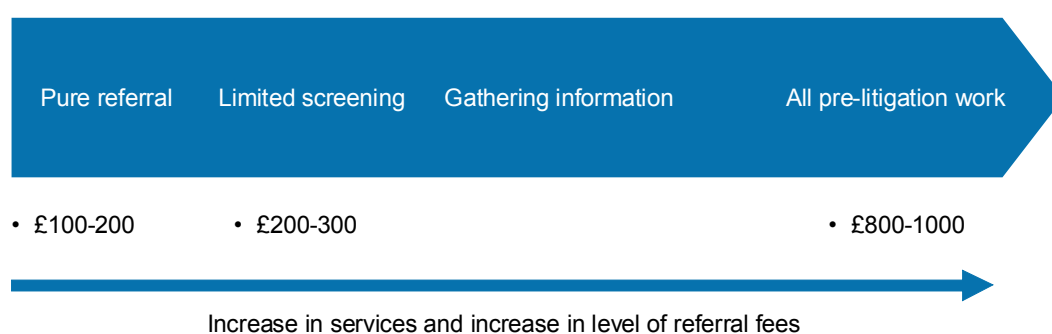 Pure referral Limited screening Gathering information All pre-litigation work
• £100-200 • £200-300 • £800-1000
Increase in services and increase in level of referral fees